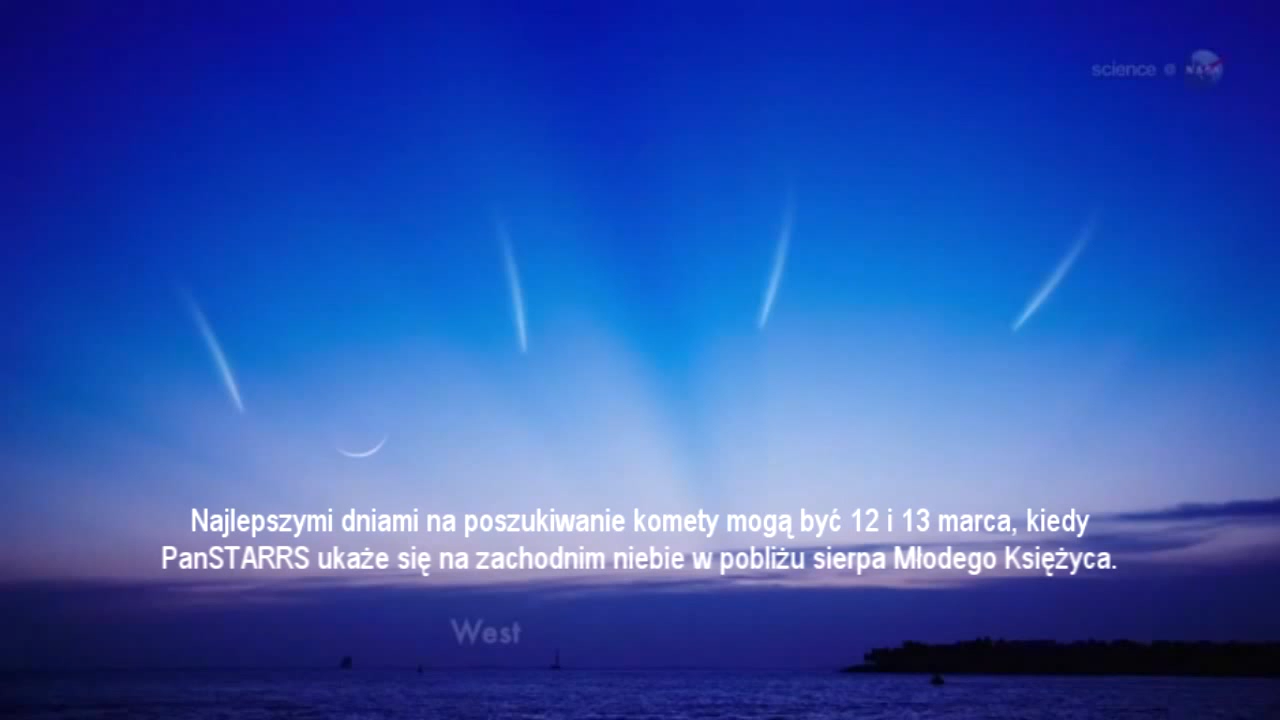 science @ NASA
Najlepszymi dniami na poszukiwanie komety mogą być 12 i 13 marca, kiedy
PanSTARRS ukaże się na zachodnim niebie w pobliżu sierpa Młodego Księżyca.
West